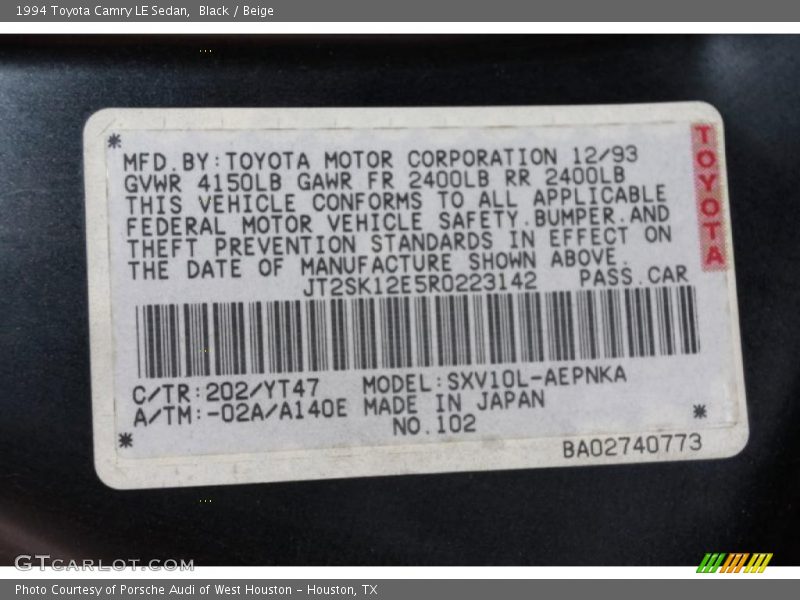 1994 Toyota Camry LE Sedan, Black / Beige
MFD.BY:TOYOTA MOTOR CORPORATION 12/93
GVWR 4150LB GAWR FR 2400LB RR 2400LB
THIS VEHICLE CONFORMS TO ALL APPLICABLE
FEDERAL MOTOR VEHICLE SAFETY.BUMPER.AND
THEFT PREVENTION STANDARDS IN EFFECT ON
THE DATE OF MANUFACTURE SHOWN ABOVE.
JT2SK12E5R0223142 PASS.CAR
TOYOTA
C/TR:202/YT47 MODEL:SXV10L-AEPNKA
A/TM:-02A/A140E MADE IN JAPAN
NO.102
BA02740773
GTCARLOT.COM
Photo Courtesy of Porsche Audi of West Houston - Houston, TX